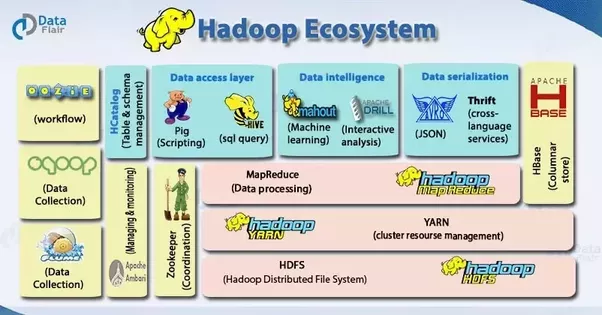 Data
Flair
Hadoop Ecosystem
OOZIE
(workflow)
HCatalog
(Table & schema
management)
Data access layer
Pig
(Scripting)
HIVE
(sql query)
Data intelligence
mahout
(Machine
learning)
APACHE
DRILL
(Interactive
analysis)
Data serialization
AVRO
(JSON)
Thrift
(cross-
language
services)
APACHE
H
BASE
HBase
(Columnar
store)
sqoop
(Data
Collection)
(Managing & monitoring)
Apache
Ambari
Zookeeper
(Coordination)
MapReduce
(Data processing)
hadoop
MapReduce
hadoop
YARN
YARN
(cluster resourse management)
flume
(Data
Collection)
HDFS
(Hadoop Distributed File System)
hadoop
HDFS